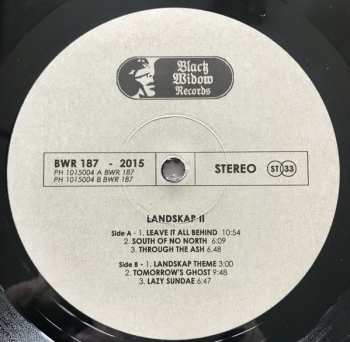 Black
Widow
Records
BWR 187 - 2015
PH 1015004 A BWR 187
PH 1015004 B BWR 187
STEREO ST 33
LANDSKAP II
Side A - 1. LEAVE IT ALL BEHIND 10:54
2. SOUTH OF NO NORTH 6:09
3. THROUGH THE ASH 6.48
Side B - 1. LANDSKAP THEME 3:00
2. TOMORROW'S GHOST 9:48
3. LAZY SUNDAE 6:47